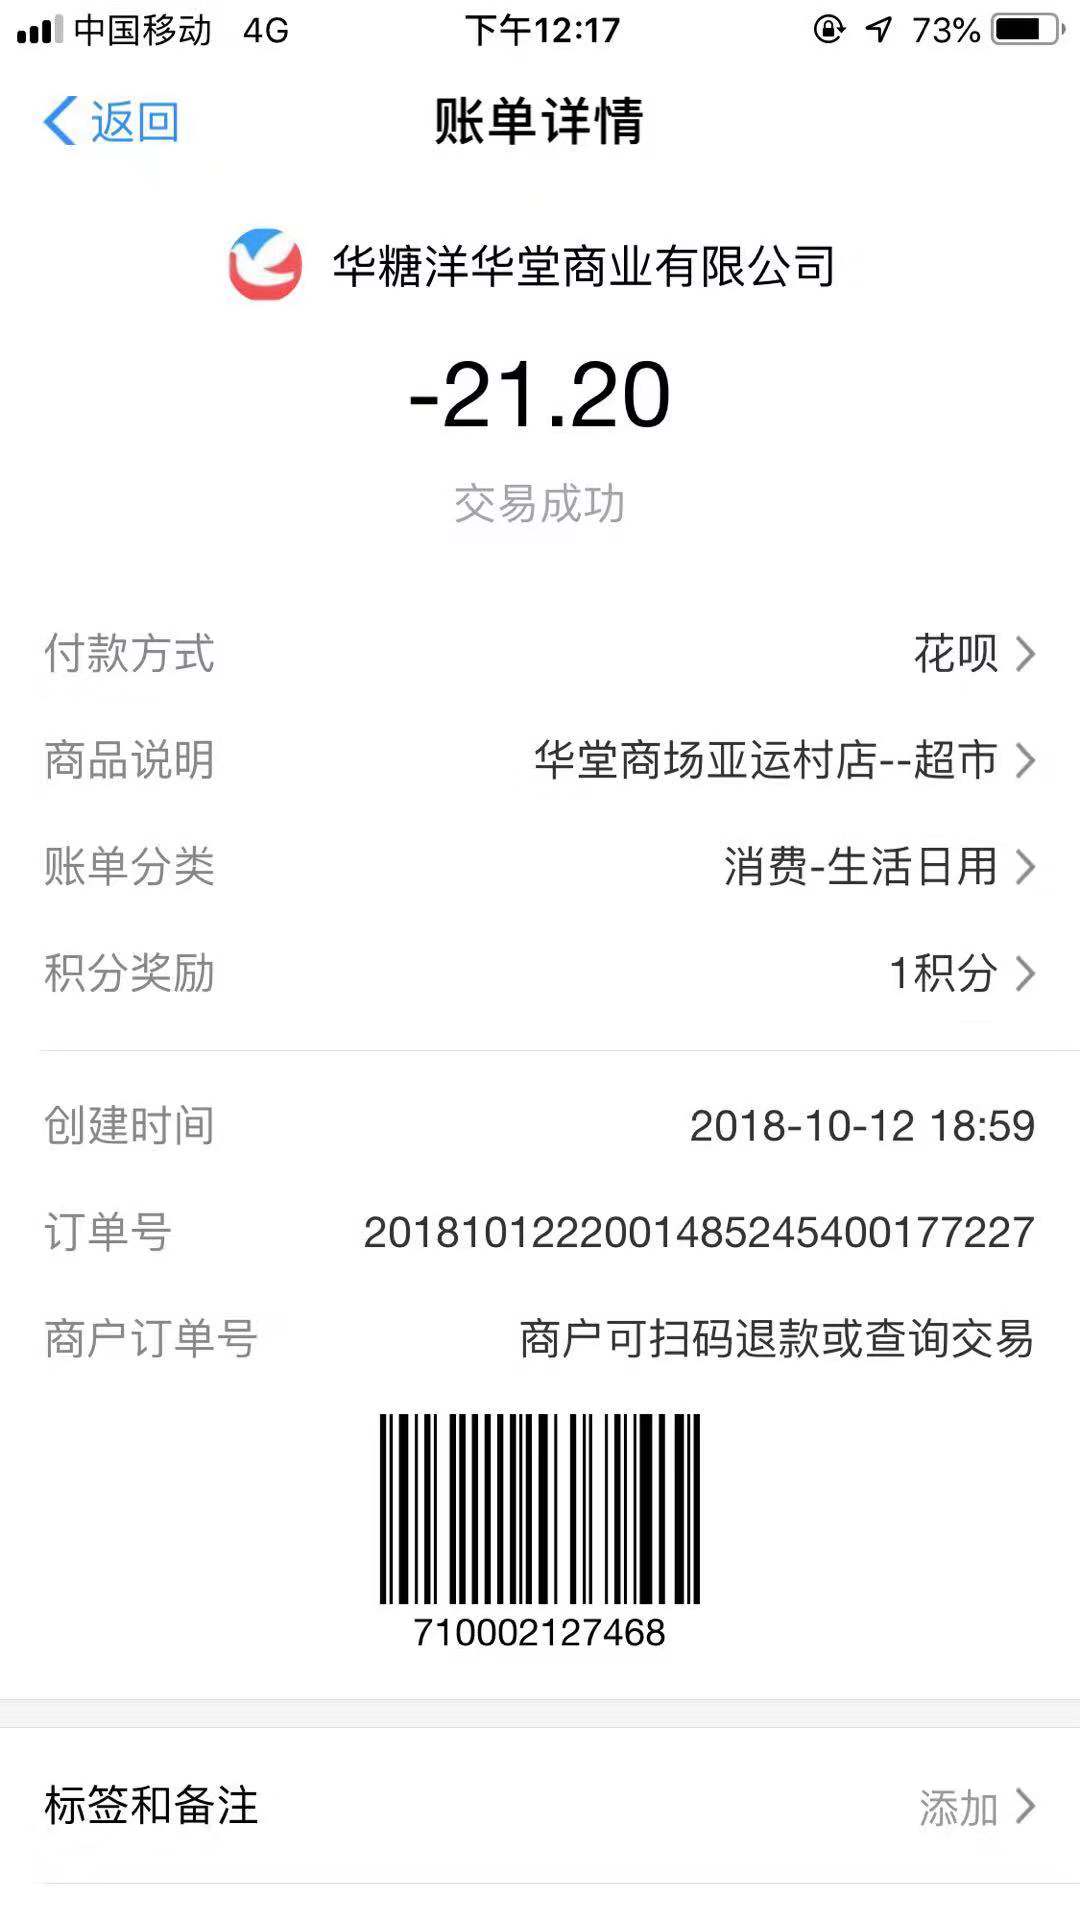 中国移动 4G 下午12:17 73%
返回 账单详情
华糖洋华堂商业有限公司
-21.20
交易成功
付款方式 花呗
商品说明 华堂商场亚运村店--超市
账单分类 消费-生活日用
积分奖励 1积分
创建时间 2018-10-12 18:59
订单号 2018101222001485245400177227
商户订单号 商户可扫码退款或查询交易
710002127468
标签和备注 添加